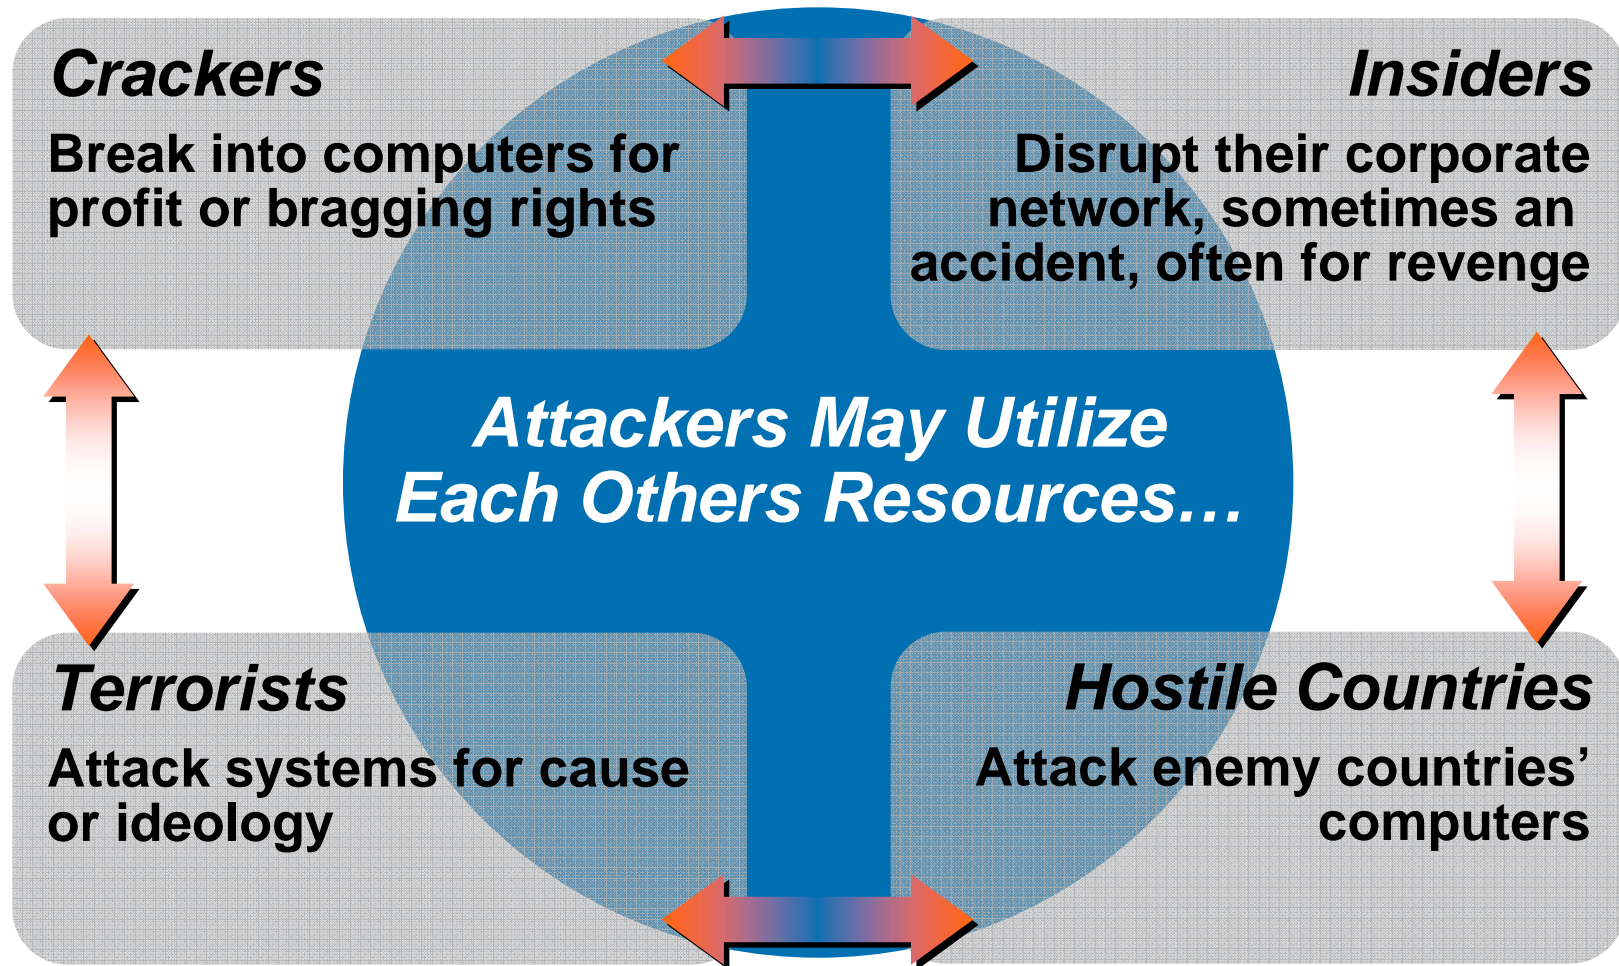 Crackers
Break into computers for
profit or bragging rights
Insiders
Disrupt their corporate
network, sometimes an
accident, often for revenge
Attackers May Utilize
Each Others Resources…
Terrorists
Attack systems for cause
or ideology
Hostile Countries
Attack enemy countries’
computers